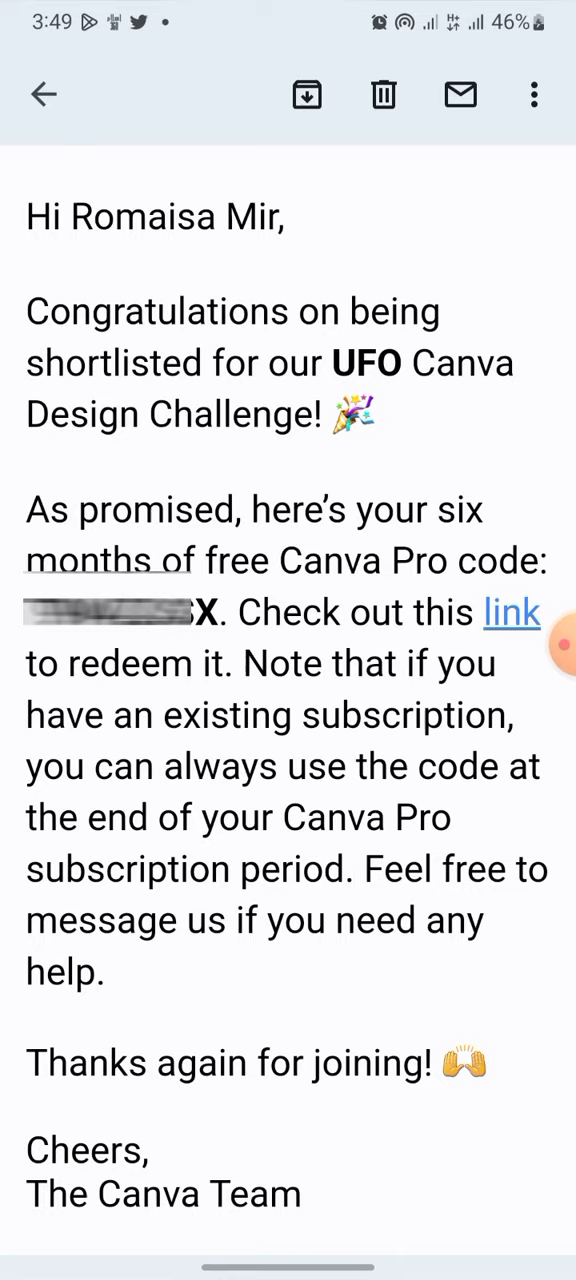 3:49
46%
Hi Romaisa Mir,
Congratulations on being
shortlisted for our UFO Canva
Design Challenge! 🎉
As promised, here’s your six
months of free Canva Pro code:
X. Check out this link
to redeem it. Note that if you
have an existing subscription,
you can always use the code at
the end of your Canva Pro
subscription period. Feel free to
message us if you need any
help.
Thanks again for joining! 🙌
Cheers,
The Canva Team